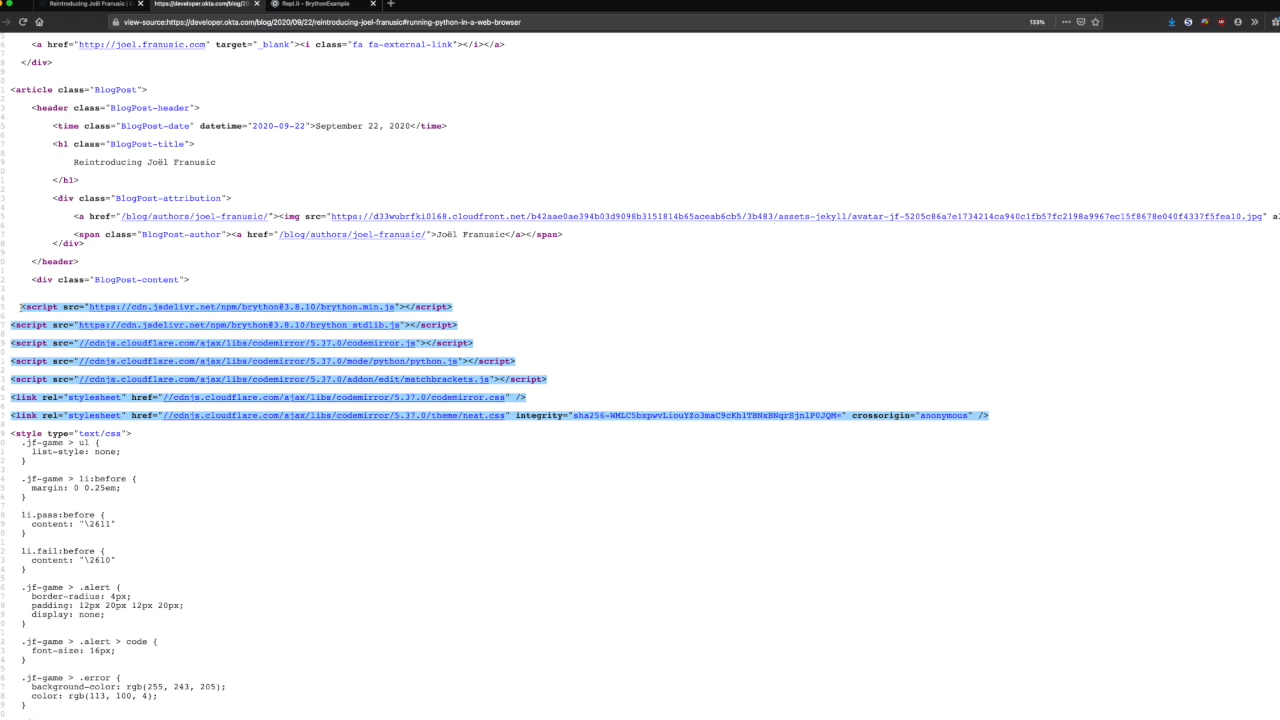 Reintroducing Joël Franusic | C
https://developer.okta.com/blog/20
Repl.it - BrythonExample
view-source:https://developer.okta.com/blog/2020/09/22/reintroducing-joel-franusic#running-python-in-a-web-browser
133%
<a href="http://joel.franusic.com" target="_blank"><i class="fa fa-external-link"></i></a>
</div>
<article class="BlogPost">
<header class="BlogPost-header">
<time class="BlogPost-date" datetime="2020-09-22">September 22, 2020</time>
<h1 class="BlogPost-title">
Reintroducing Joël Franusic
</h1>
<div class="BlogPost-attribution">
<a href="/blog/authors/joel-franusic/"><img src="https://d33wubrfki0l68.cloudfront.net/b42aae0ae394b03d9098b3151814b65aceab6cb5/3b483/assets-jekyll/avatar-jf-5205c86a7e1734214ca940c1fb57fc2198a9967ec15f8678e040f4337f5fea10.jpg" al
<span class="BlogPost-author"><a href="/blog/authors/joel-franusic/">Joël Franusic</a></span>
</div>
</header>
<div class="BlogPost-content">
<script src="https://cdn.jsdelivr.net/npm/brython@3.8.10/brython.min.js"></script>
<script src="https://cdn.jsdelivr.net/npm/brython@3.8.10/brython_stdlib.js"></script>
<script src="//cdnjs.cloudflare.com/ajax/libs/codemirror/5.37.0/codemirror.js"></script>
<script src="//cdnjs.cloudflare.com/ajax/libs/codemirror/5.37.0/mode/python/python.js"></script>
<script src="//cdnjs.cloudflare.com/ajax/libs/codemirror/5.37.0/addon/edit/matchbrackets.js"></script>
<link rel="stylesheet" href="//cdnjs.cloudflare.com/ajax/libs/codemirror/5.37.0/codemirror.css" />
<link rel="stylesheet" href="//cdnjs.cloudflare.com/ajax/libs/codemirror/5.37.0/theme/neat.css" integrity="sha256-WMLC5bxpwvLiouYZo3maC9cKhlTBNxBNqrSjnlP0JQM=" crossorigin="anonymous" />
<style type="text/css">
.jf-game > ul {
list-style: none;
}
.jf-game > li:before {
margin: 0 0.25em;
}
li.pass:before {
content: "\2611"
}
li.fail:before {
content: "\2610"
}
.jf-game > .alert {
border-radius: 4px;
padding: 12px 20px 12px 20px;
display: none;
}
.jf-game > .alert > code {
font-size: 16px;
}
.jf-game > .error {
background-color: rgb(255, 243, 205);
color: rgb(113, 100, 4);
}